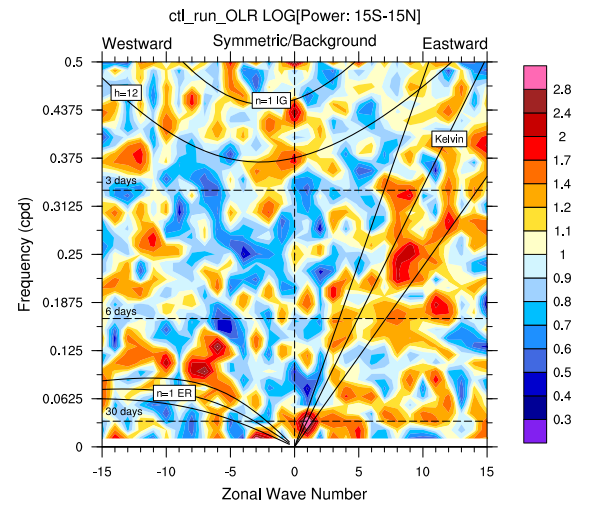 ctl_run_OLR LOG[Power: 15S-15N]
Westward Symmetric/Background Eastward
0.5
0.4375
0.375
0.3125
0.25
0.1875
0.125
0.0625
0
Frequency (cpd)
h=12
n=1 IG
Kelvin
3 days
6 days
n=1 ER
30 days
-15 -10 -5 0 5 10 15
Zonal Wave Number
2.8
2.4
2
1.7
1.4
1.2
1.1
1
0.9
0.8
0.7
0.6
0.5
0.4
0.3